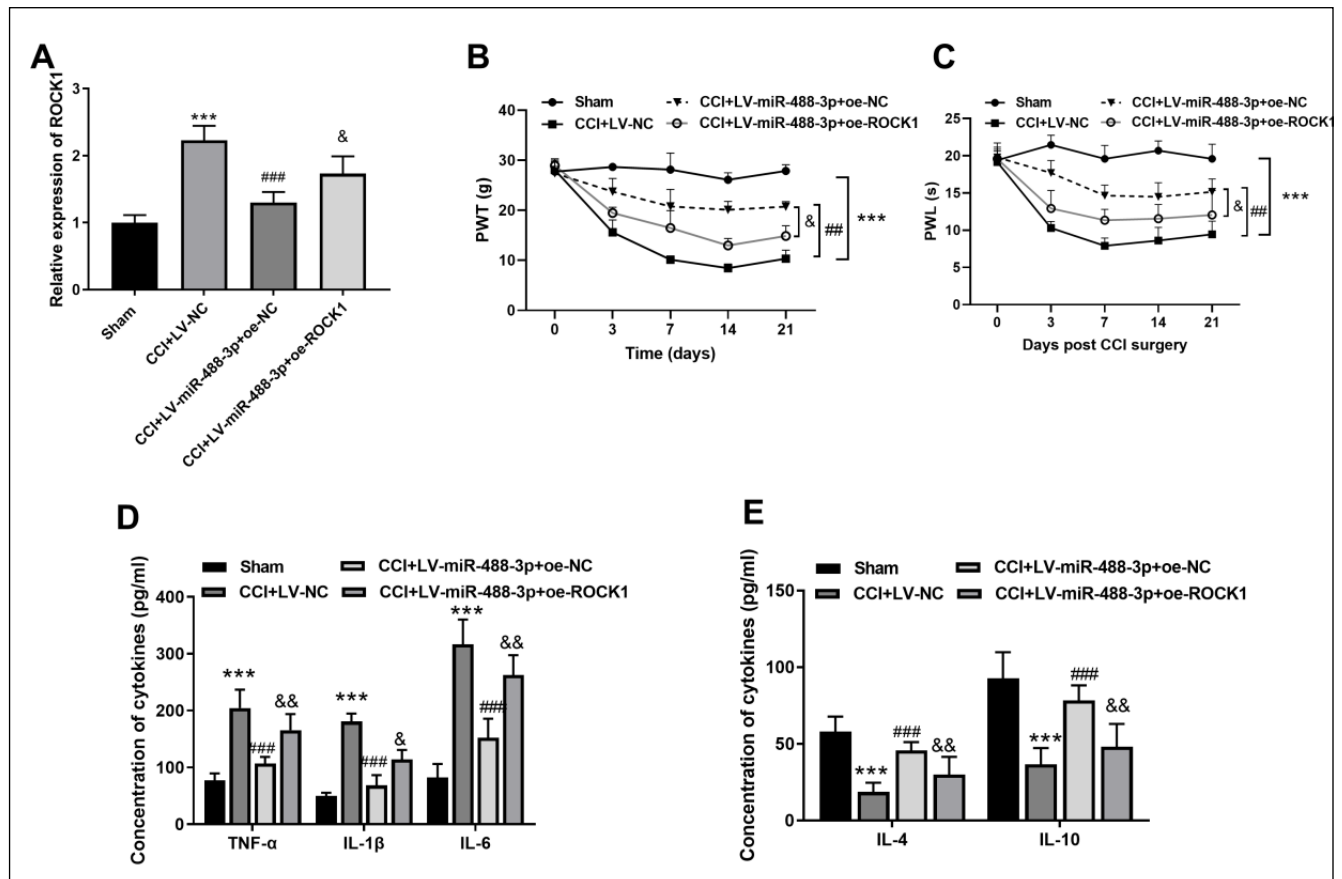 A
Relative expression of ROCK1
3
2
1
0
***
###
&
Sham
CCI+LV-NC
CCI+LV-miR-488-3p+oe-NC
CCI+LV-miR-488-3p+oe-ROCK1
B
Sham
CCI+LV-miR-488-3p+oe-NC
CCI+LV-NC
CCI+LV-miR-488-3p+oe-ROCK1
PWT (g)
40
30
20
10
0
& ## ***
0 3 7 14 21
Time (days)
C
Sham
CCI+LV-miR-488-3p+oe-NC
CCI+LV-NC
CCI+LV-miR-488-3p+oe-ROCK1
PWL (s)
25
20
15
10
5
0
& ## ***
0 3 7 14 21
Days post CCI surgery
D
Sham
CCI+LV-miR-488-3p+oe-NC
CCI+LV-NC
CCI+LV-miR-488-3p+oe-ROCK1
Concentration of cytokines (pg/ml)
400
300
200
100
0
*** ### &&
*** ### &
*** ### &&
TNF-α IL-1β IL-6
E
Sham
CCI+LV-miR-488-3p+oe-NC
CCI+LV-NC
CCI+LV-miR-488-3p+oe-ROCK1
Concentration of cytokines (pg/ml)
150
100
50
0
*** ### &&
*** ### &&
IL-4 IL-10